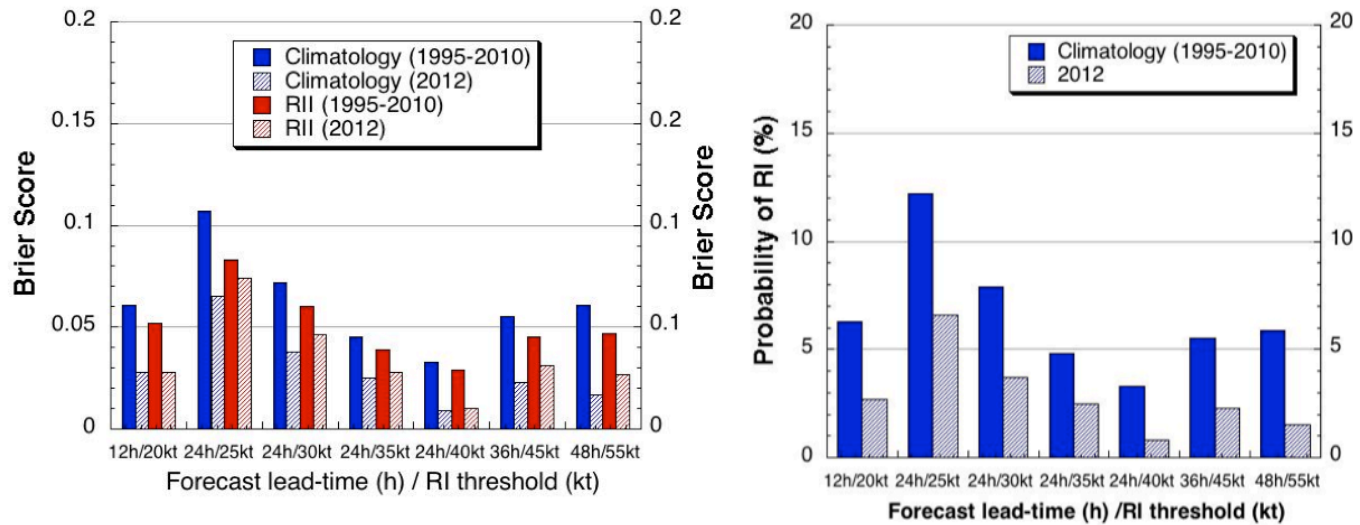 0.2
0.15
0.1
0.05
0
Brier Score
Climatology (1995-2010)
Climatology (2012)
RII (1995-2010)
RII (2012)
0.2
0.2
0.1
0.1
0
Brier Score
12h/20kt 24h/25kt 24h/30kt 24h/35kt 24h/40kt 36h/45kt 48h/55kt
Forecast lead-time (h) / RI threshold (kt)
20
15
10
5
0
Probability of RI (%)
Climatology (1995-2010)
2012
20
15
10
5
0
12h/20kt 24h/25kt 24h/30kt 24h/35kt 24h/40kt 36h/45kt 48h/55kt
Forecast lead-time (h) /RI threshold (kt)